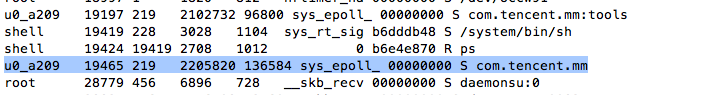 u0_a209 19197 219 2102732 96800 sys_epoll_ 00000000 S com.tencent.mm:tools
shell 19419 228 3028 1104 sys_rt_sig b6dddb48 S /system/bin/sh
shell 19424 19419 2708 1012 0 b6e4e870 R ps
u0_a209 19465 219 2205820 136584 sys_epoll_ 00000000 S com.tencent.mm
root 28779 456 6896 728 __skb_recv 00000000 S daemonsu:0